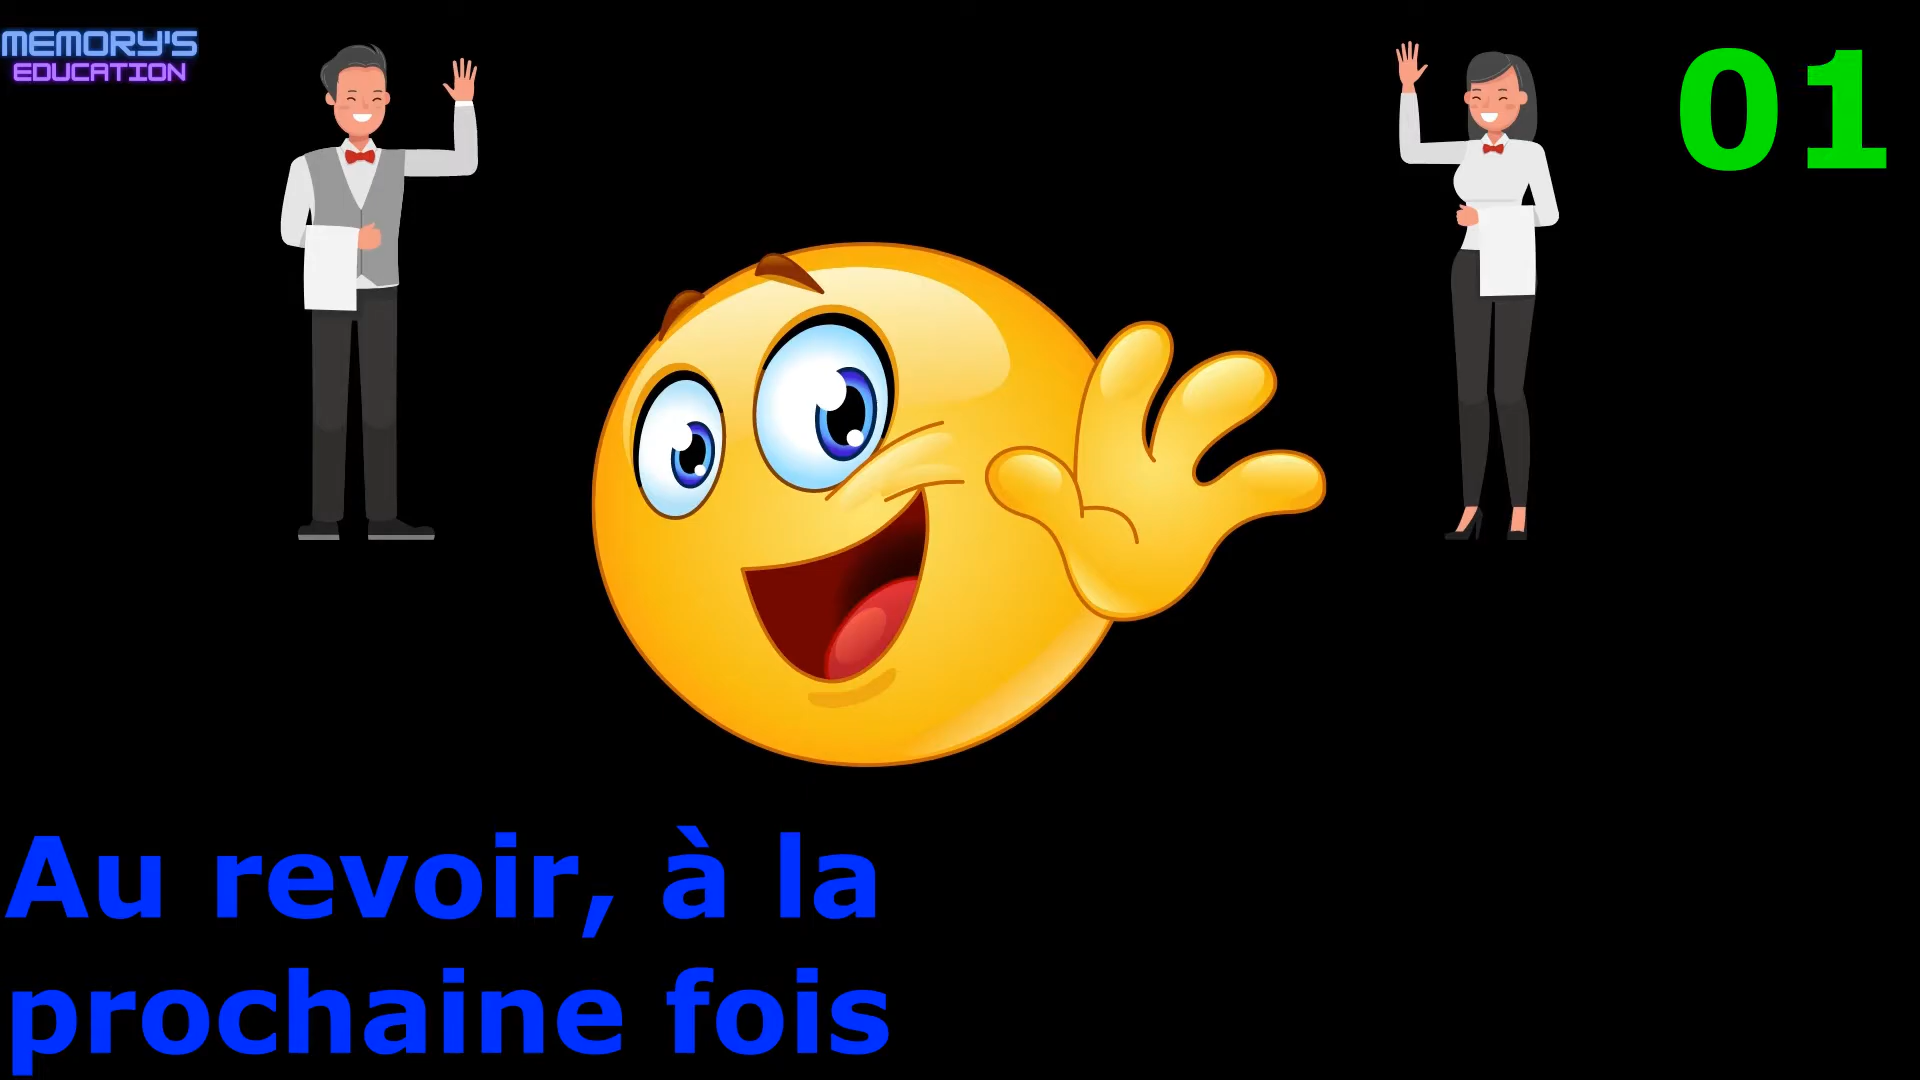 MEMORY'S
EDUCATION
01
Au revoir, à la
prochaine fois